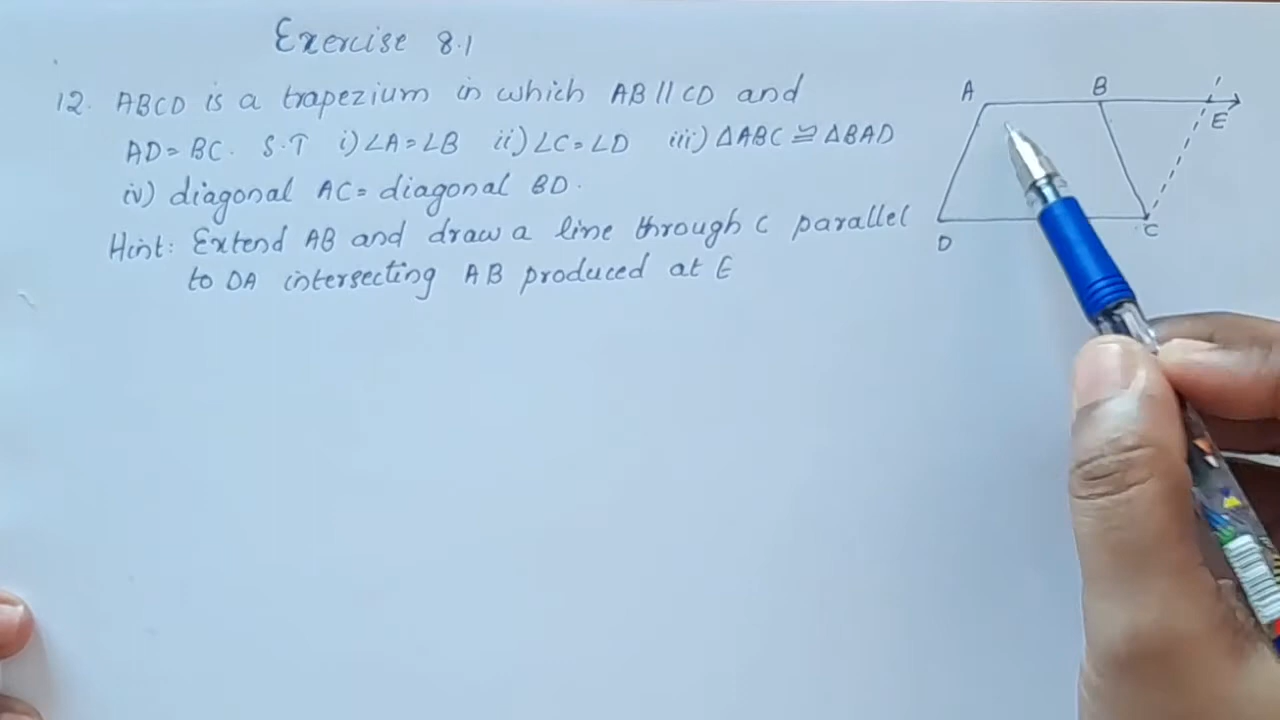 Exercise 8.1
12. ABCD is a trapezium in which AB // CD and
AD = BC. S.T i) ∠A = ∠B ii) ∠C = ∠D iii) ΔABC ≅ ΔBAD
iv) diagonal AC = diagonal BD.
Hint: Extend AB and draw a line through C parallel
to DA intersecting AB produced at E
A B
E
D C